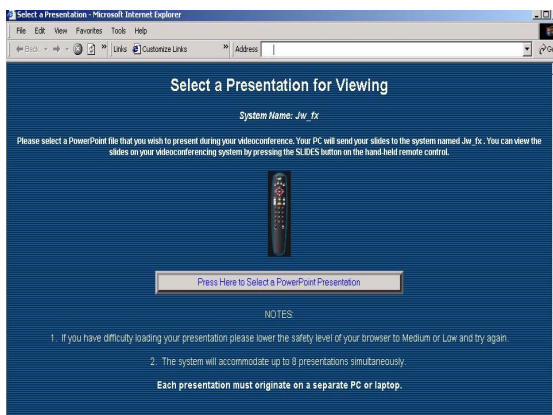 Select a Presentation - Microsoft Internet Explorer
File Edit View Favorites Tools Help
Back Links Customize Links Address
Select a Presentation for Viewing
System Name: Jw_fx
Please select a PowerPoint file that you wish to present during your videoconference. Your PC will send your slides to the system named Jw_fx . You can view the
slides on your videoconferencing system by pressing the SLIDES button on the hand-held remote control.
Press Here to Select a PowerPoint Presentation
NOTES:
1. If you have difficulty loading your presentation please lower the safety level of your browser to Medium or Low and try again.
2. The system will accommodate up to 8 presentations simultaneously.
Each presentation must originate on a separate PC or laptop.